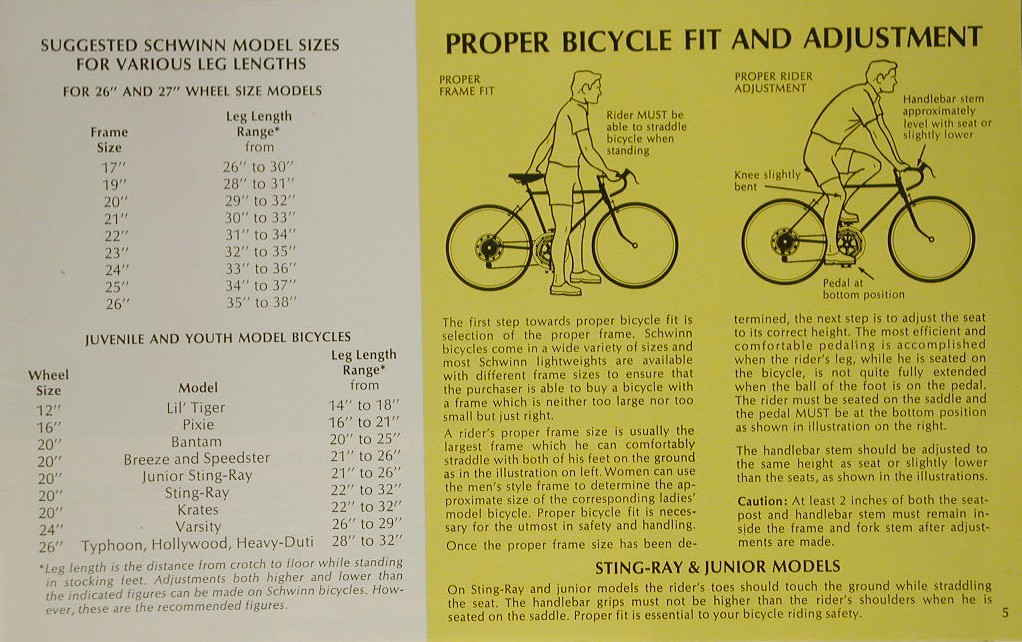 SUGGESTED SCHWINN MODEL SIZES
FOR VARIOUS LEG LENGTHS
FOR 26″ AND 27″ WHEEL SIZE MODELS
Frame Size
Leg Length Range* from
17″ 26″ to 30″
19″ 28″ to 31″
20″ 29″ to 32″
21″ 30″ to 33″
22″ 31″ to 34″
23″ 32″ to 35″
24″ 33″ to 36″
25″ 34″ to 37″
26″ 35″ to 38″
JUVENILE AND YOUTH MODEL BICYCLES
Wheel Size
Model
Leg Length Range* from
12″ Lil' Tiger 14″ to 18″
16″ Pixie 16″ to 21″
20″ Bantam 20″ to 25″
20″ Breeze and Speedster 21″ to 26″
20″ Junior Sting-Ray 21″ to 26″
20″ Sting-Ray 22″ to 32″
20″ Krates 22″ to 32″
24″ Varsity 26″ to 29″
26″ Typhoon, Hollywood, Heavy-Duti 28″ to 32″
*Leg length is the distance from crotch to floor while standing
in stocking feet. Adjustments both higher and lower than
the indicated figures can be made on Schwinn bicycles. How-
ever, these are the recommended figures.
PROPER BICYCLE FIT AND ADJUSTMENT
PROPER
FRAME FIT
Rider MUST be
able to straddle
bicycle when
standing
PROPER RIDER
ADJUSTMENT
Handlebar stem
approximately
level with seat or
slightly lower
Knee slightly
bent
Pedal at
bottom position
The first step towards proper bicycle fit is
selection of the proper frame. Schwinn
bicycles come in a wide variety of sizes and
most Schwinn lightweights are available
with different frame sizes to ensure that
the purchaser is able to buy a bicycle with
a frame which is neither too large nor too
small but just right.
A rider's proper frame size is usually the
largest frame which he can comfortably
straddle with both of his feet on the ground
as in the illustration on left. Women can use
the men's style frame to determine the ap-
proximate size of the corresponding ladies'
model bicycle. Proper bicycle fit is neces-
sary for the utmost in safety and handling.
Once the proper frame size has been de-
termined, the next step is to adjust the seat
to its correct height. The most efficient and
comfortable pedaling is accomplished
when the rider's leg, while he is seated on
the bicycle, is not quite fully extended
when the ball of the foot is on the pedal.
The rider must be seated on the saddle and
the pedal MUST be at the bottom position
as shown in illustration on the right.
The handlebar stem should be adjusted to
the same height as seat or slightly lower
than the seats, as shown in the illustrations.
Caution: At least 2 inches of both the seat-
post and handlebar stem must remain in-
side the frame and fork stem after adjust-
ments are made.
STING-RAY & JUNIOR MODELS
On Sting-Ray and junior models the rider's toes should touch the ground while straddling
the seat. The handlebar grips must not be higher than the rider's shoulders when he is
seated on the saddle. Proper fit is essential to your bicycle riding safety.
5